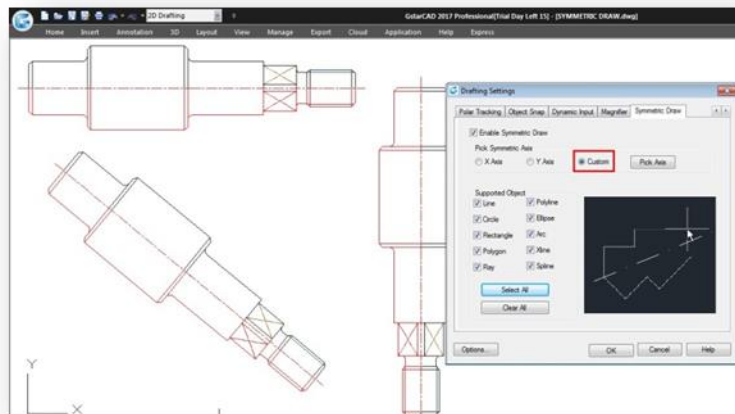 2D Drafting
GstarCAD 2017 Professional[Trial Day Left 15] - [SYMMETRIC DRAW.dwg]
Home Insert Annotation 3D Layout View Manage Export Cloud Application Help Express
Drafting Settings
Polar Tracking Object Snap Dynamic Input Magnifier Symmetric Draw
Enable Symmetric Draw
Pick Symmetric Axis
X Axis Y Axis Custom Pick Axis
Supported Object
Line Polyline
Circle Ellipse
Rectangle Arc
Polygon Xline
Ray Spline
Select All
Clear All
Options... OK Cancel Help
Y
X